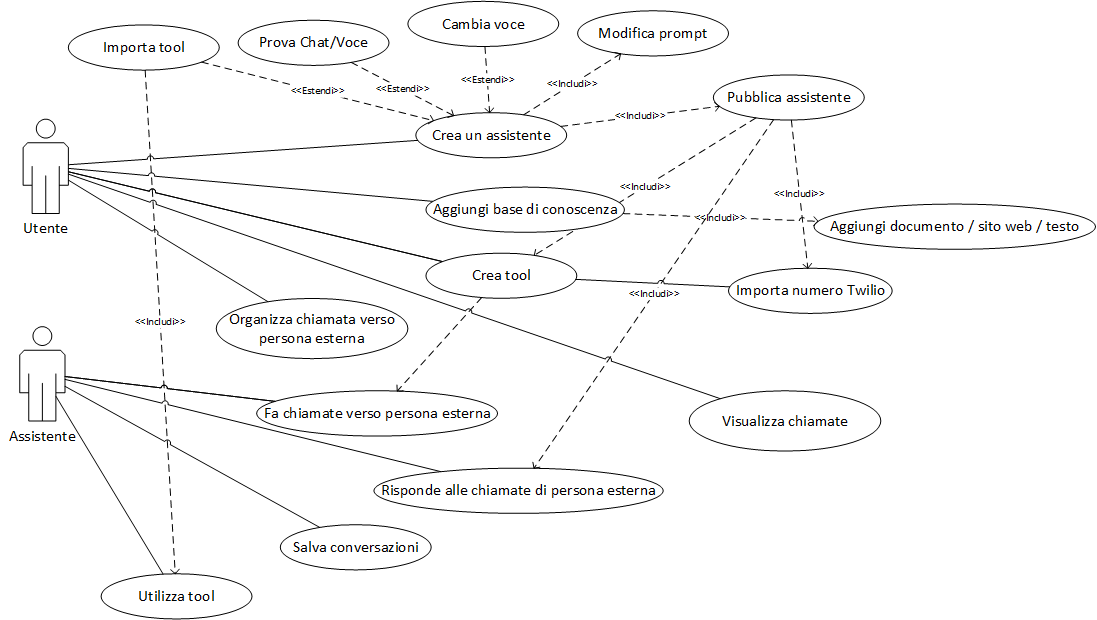 Cambia voce
Modifica prompt
Importa tool
Prova Chat/Voce
<<Estendi>>
<<Includi>>
<<Estendi>>
<<Estendi>>
Pubblica assistente
<<Includi>>
Crea un assistente
<<Includi>>
<<Includi>>
Aggiungi base di conoscenza
<<Includi>>
Utente
Aggiungi documento / sito web / testo
Crea tool
Importa numero Twilio
<<Includi>>
Organizza chiamata verso
persona esterna
<<Includi>>
Fa chiamate verso persona esterna
Visualizza chiamate
Assistente
Risponde alle chiamate di persona esterna
Salva conversazioni
Utilizza tool